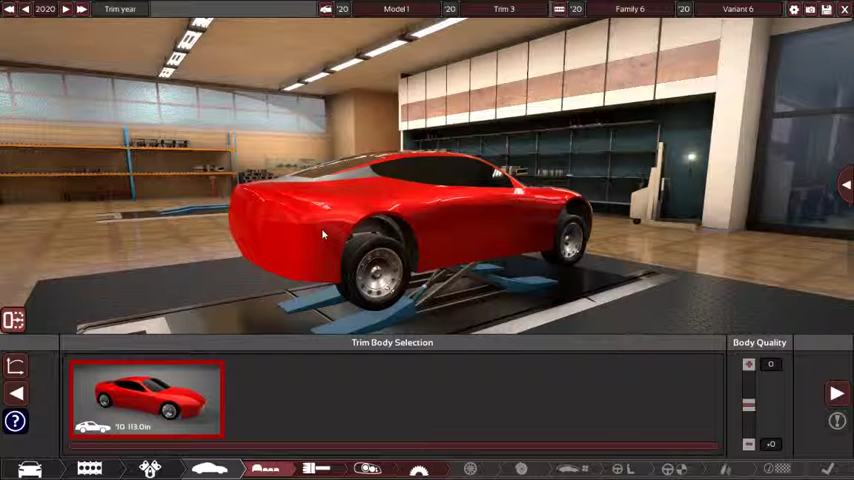 2020 Trim year '20 Model 1 '20 Trim 3 '20 Family 6 '20 Variant 6
Trim Body Selection Body Quality
0
'10 113.0in
+0